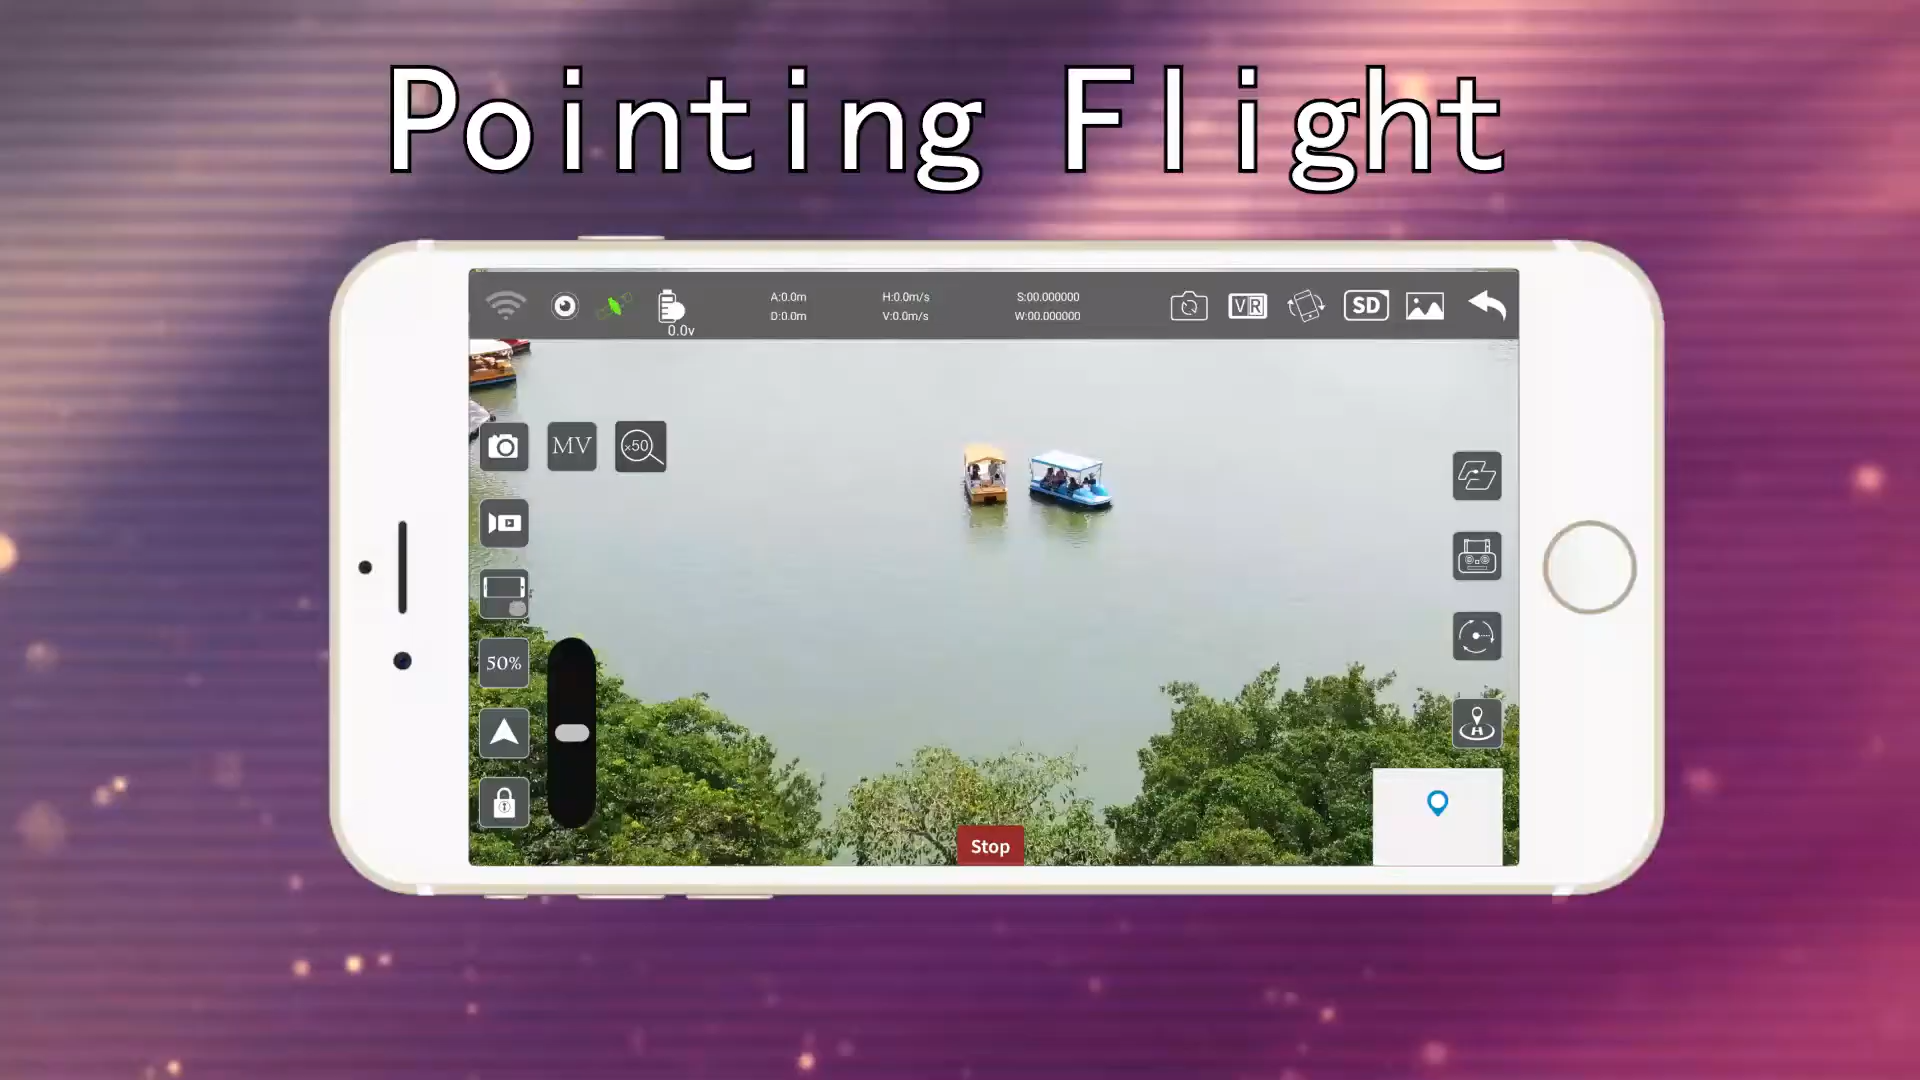 Pointing Flight
0.0v
A:0.0m
D:0.0m
H:0.0m/s
V:0.0m/s
S:00.000000
W:00.000000
VR
SD
MV
×50
50%
H
Stop